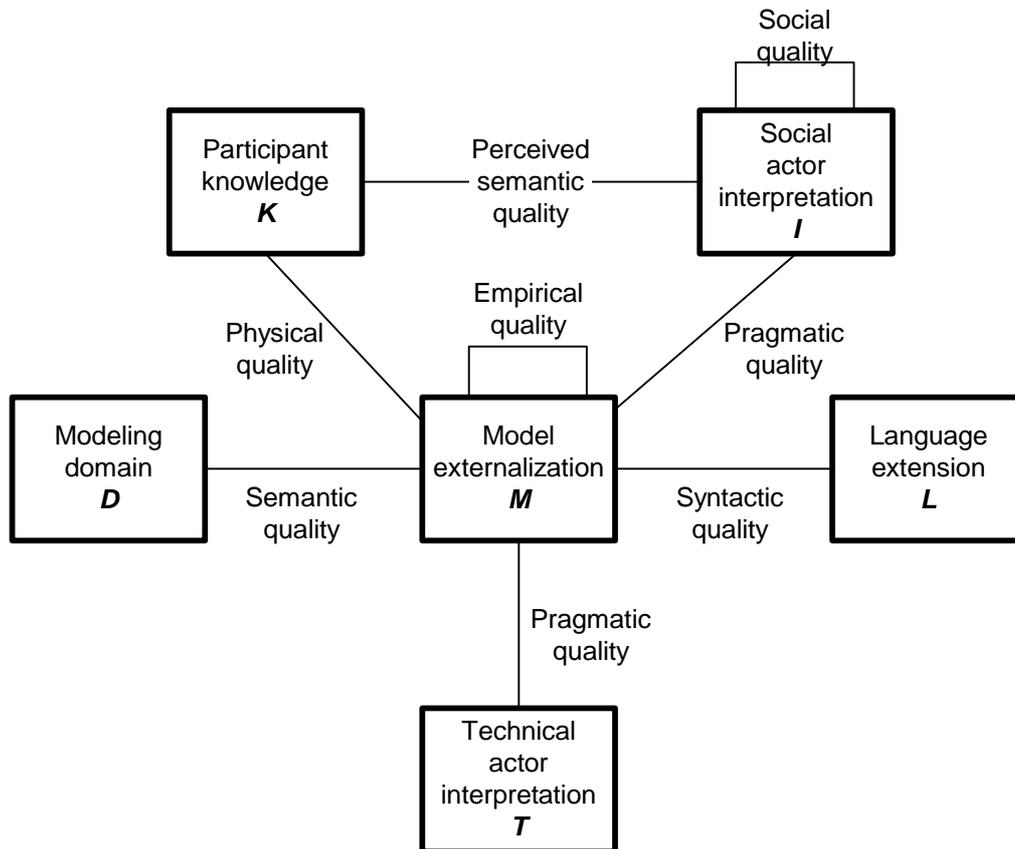 Social
quality
Participant
knowledge
K
Perceived
semantic
quality
Social
actor
interpretation
I
Empirical
quality
Physical
quality
Pragmatic
quality
Modeling
domain
D
Semantic
quality
Model
externalization
M
Syntactic
quality
Language
extension
L
Pragmatic
quality
Technical
actor
interpretation
T